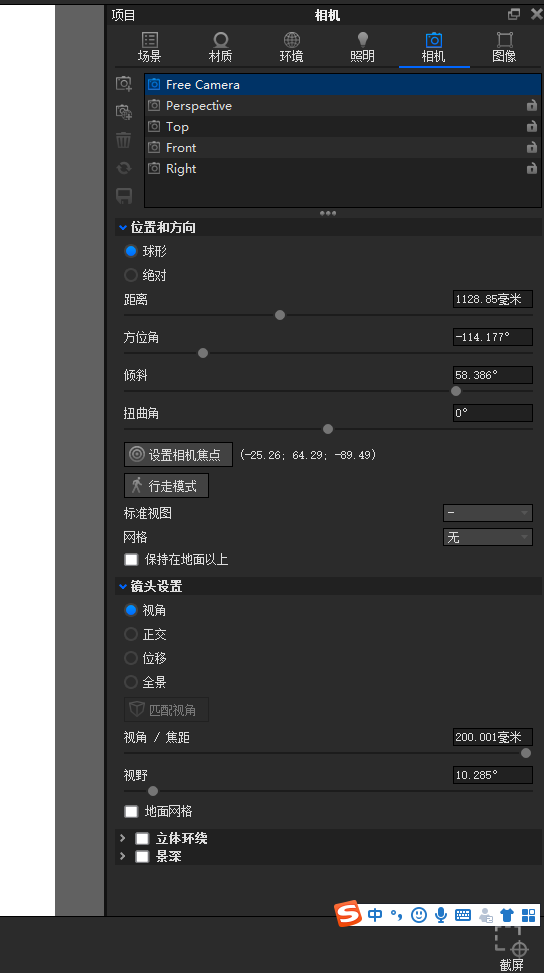 项目 相机
场景 材质 环境 照明 相机 图像
Free Camera
Perspective
Top
Front
Right
位置和方向
球形
绝对
距离 1128.85毫米
方位角 -114.177°
倾斜 58.386°
扭曲角 0°
设置相机焦点 (-25.26; 64.29; -89.49)
行走模式
标准视图 -
网格 无
保持在地面以上
镜头设置
视角
正交
位移
全景
匹配视角
视角 / 焦距 200.001毫米
视野 10.285°
地面网格
立体环绕
景深
S 中
截屏